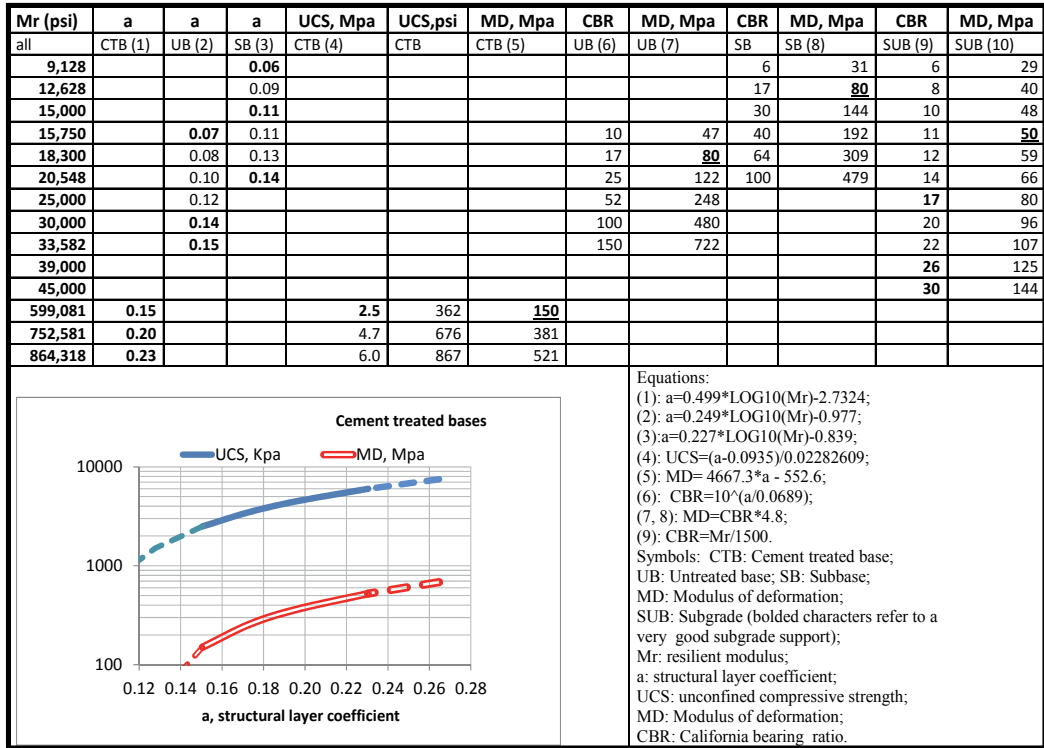 Mr (psi) a a a UCS, Mpa UCS,psi MD, Mpa CBR MD, Mpa CBR MD, Mpa CBR MD, Mpa
all CTB (1) UB (2) SB (3) CTB (4) CTB CTB (5) UB (6) UB (7) SB SB (8) SUB (9) SUB (10)
9,128 0.06 6 31 6 29
12,628 0.09 17 80 8 40
15,000 0.11 30 144 10 48
15,750 0.07 0.11 10 47 40 192 11 50
18,300 0.08 0.13 17 80 64 309 12 59
20,548 0.10 0.14 25 122 100 479 14 66
25,000 0.12 52 248 17 80
30,000 0.14 100 480 20 96
33,582 0.15 150 722 22 107
39,000 26 125
45,000 30 144
599,081 0.15 2.5 362 150
752,581 0.20 4.7 676 381
864,318 0.23 6.0 867 521
Cement treated bases
UCS, Kpa MD, Mpa
10000
1000
100
0.12 0.14 0.16 0.18 0.20 0.22 0.24 0.26 0.28
a, structural layer coefficient
Equations:
(1): a=0.499*LOG10(Mr)-2.7324;
(2): a=0.249*LOG10(Mr)-0.977;
(3):a=0.227*LOG10(Mr)-0.839;
(4): UCS=(a-0.0935)/0.02282609;
(5): MD= 4667.3*a - 552.6;
(6): CBR=10^(a/0.0689);
(7, 8): MD=CBR*4.8;
(9): CBR=Mr/1500.
Symbols: CTB: Cement treated base;
UB: Untreated base; SB: Subbase;
MD: Modulus of deformation;
SUB: Subgrade (bolded characters refer to a
very good subgrade support);
Mr: resilient modulus;
a: structural layer coefficient;
UCS: unconfined compressive strength;
MD: Modulus of deformation;
CBR: California bearing ratio.